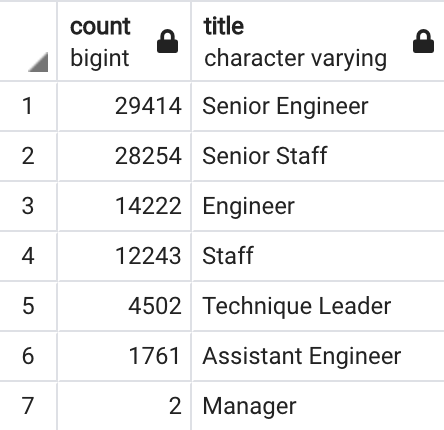 count title
bigint character varying
1 29414 Senior Engineer
2 28254 Senior Staff
3 14222 Engineer
4 12243 Staff
5 4502 Technique Leader
6 1761 Assistant Engineer
7 2 Manager